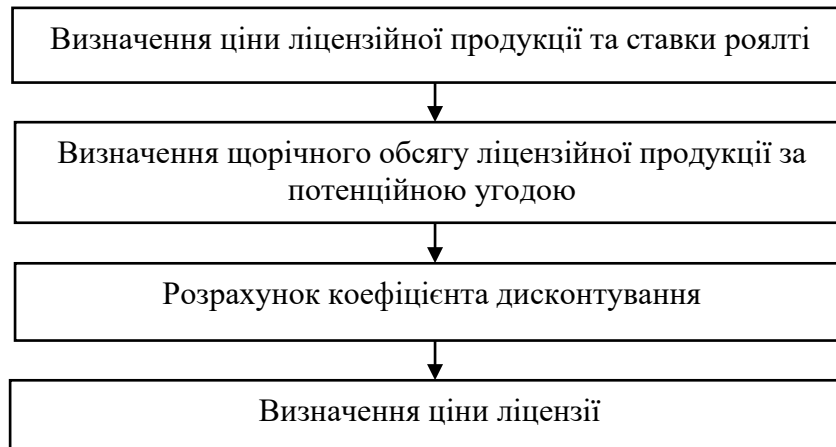 Визначення ціни ліцензійної продукції та ставки роялті
Визначення щорічного обсягу ліцензійної продукції за
потенційною угодою
Розрахунок коефіцієнта дисконтування
Визначення ціни ліцензії